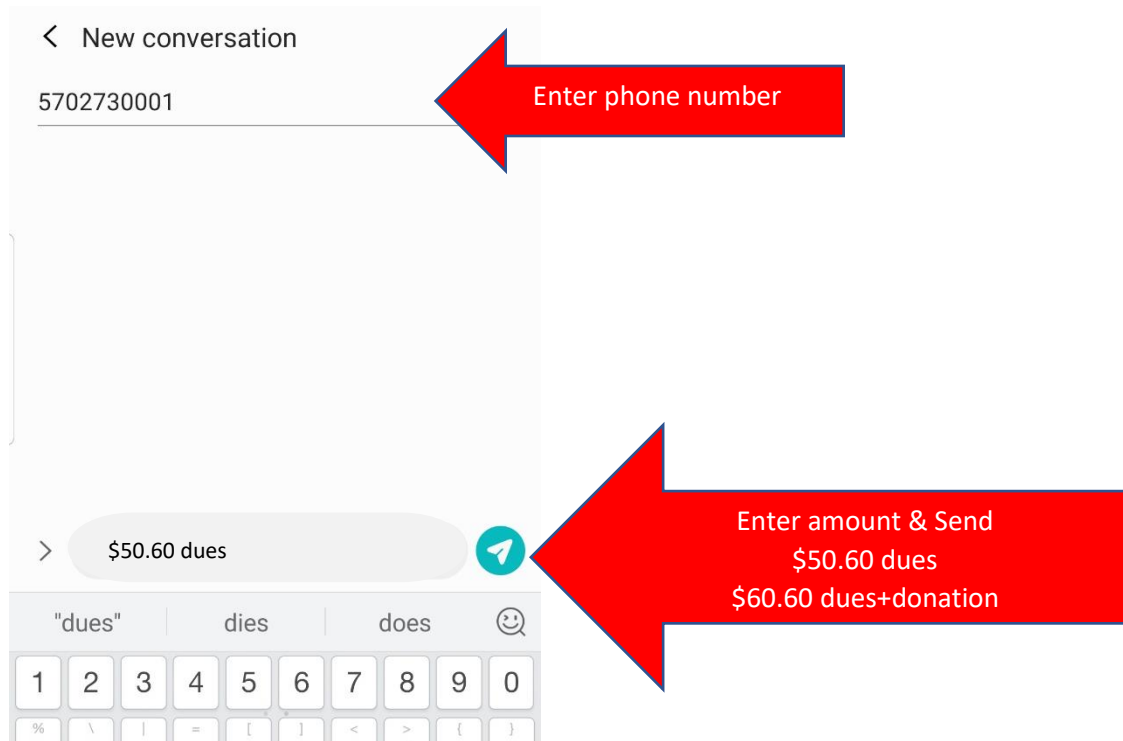 New conversation
5702730001
Enter phone number
$50.60 dues
Enter amount & Send
$50.60 dues
$60.60 dues+donation
"dues" dies does
1 2 3 4 5 6 7 8 9 0
% \ | = [ ] < > { }